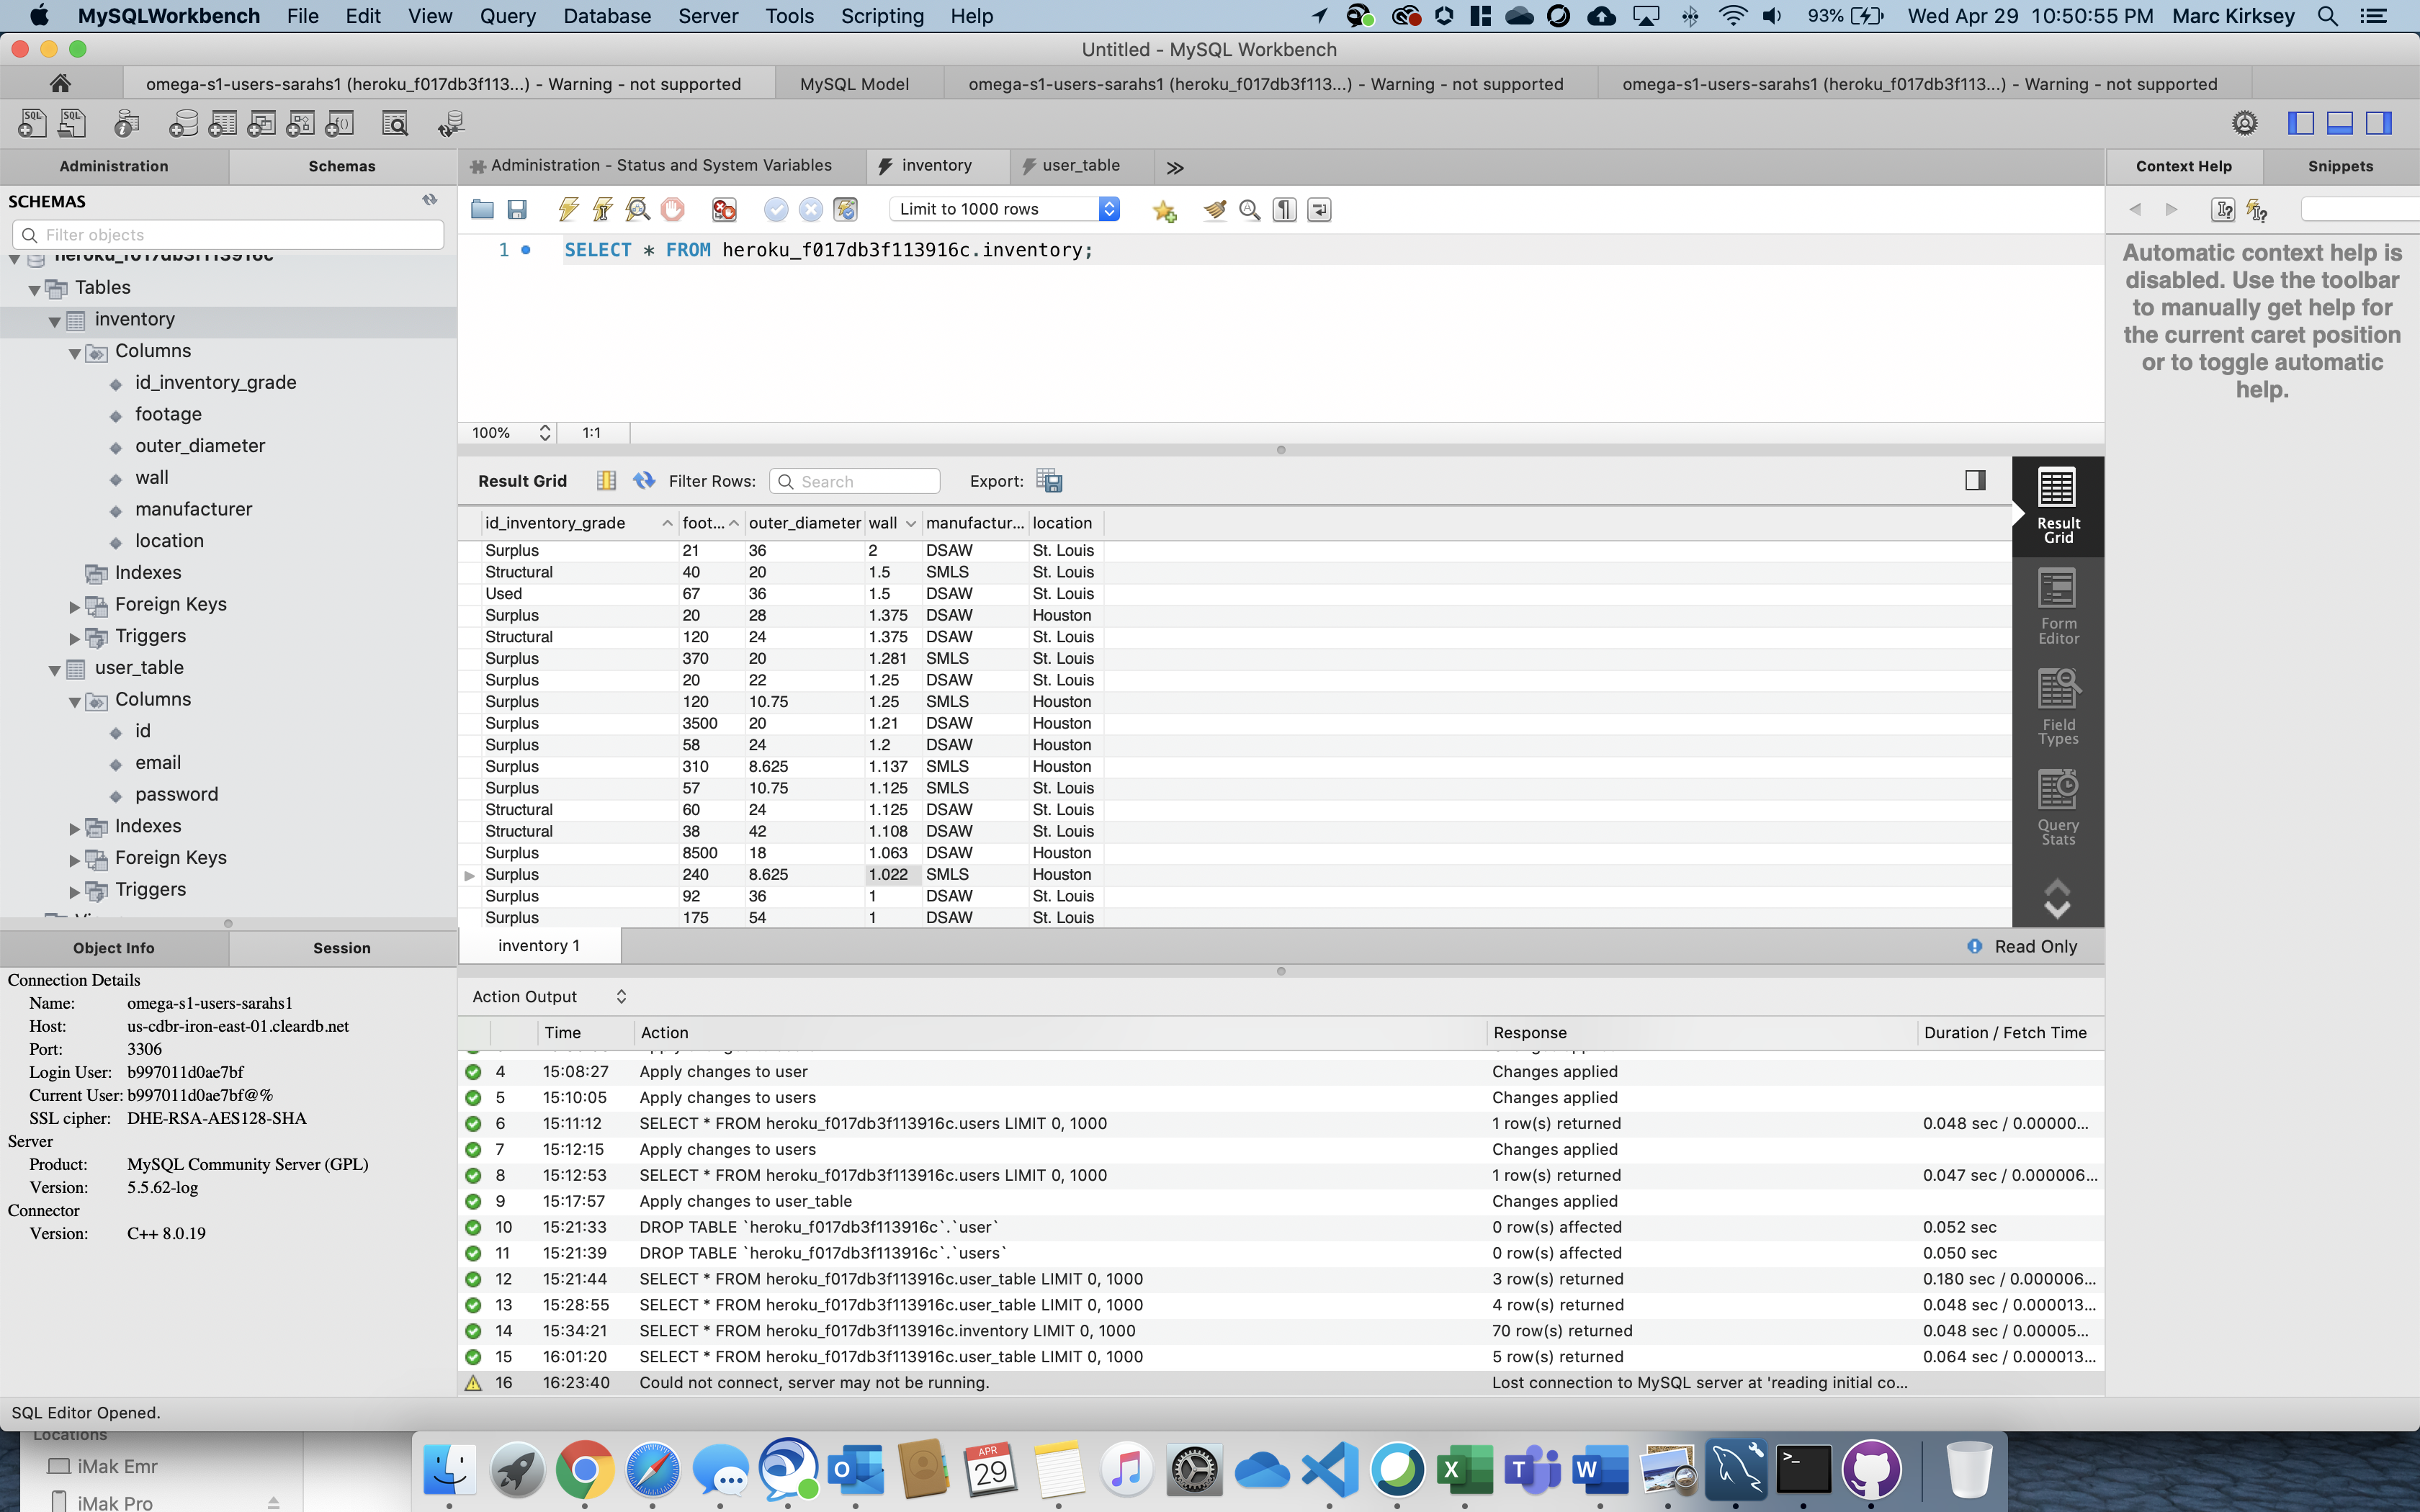 MySQLWorkbench File Edit View Query Database Server Tools Scripting Help 93% Wed Apr 29 10:50:55 PM Marc Kirksey
Untitled - MySQL Workbench
omega-s1-users-sarahs1 (heroku_f017db3f113...) - Warning - not supported MySQL Model omega-s1-users-sarahs1 (heroku_f017db3f113...) - Warning - not supported omega-s1-users-sarahs1 (heroku_f017db3f113...) - Warning - not supported
Administration Schemas
SCHEMAS
Filter objects
heroku_f017db3f113916c
Tables
inventory
Columns
id_inventory_grade
footage
outer_diameter
wall
manufacturer
location
Indexes
Foreign Keys
Triggers
user_table
Columns
id
email
password
Indexes
Foreign Keys
Triggers
Object Info Session
Connection Details
Name: omega-s1-users-sarahs1
Host: us-cdbr-iron-east-01.cleardb.net
Port: 3306
Login User: b997011d0ae7bf
Current User: b997011d0ae7bf@%
SSL cipher: DHE-RSA-AES128-SHA
Server
Product: MySQL Community Server (GPL)
Version: 5.5.62-log
Connector
Version: C++ 8.0.19
Administration - Status and System Variables inventory user_table
Limit to 1000 rows
1 SELECT * FROM heroku_f017db3f113916c.inventory;
100% 1:1
Result Grid Filter Rows: Search Export:
id_inventory_grade foot... outer_diameter wall manufactur... location
Surplus 21 36 2 DSAW St. Louis
Structural 40 20 1.5 SMLS St. Louis
Used 67 36 1.5 DSAW St. Louis
Surplus 20 28 1.375 DSAW Houston
Structural 120 24 1.375 DSAW St. Louis
Surplus 370 20 1.281 SMLS St. Louis
Surplus 20 22 1.25 DSAW St. Louis
Surplus 120 10.75 1.25 SMLS Houston
Surplus 3500 20 1.21 DSAW Houston
Surplus 58 24 1.2 DSAW Houston
Surplus 310 8.625 1.137 SMLS Houston
Surplus 57 10.75 1.125 SMLS St. Louis
Structural 60 24 1.125 DSAW St. Louis
Structural 38 42 1.108 DSAW St. Louis
Surplus 8500 18 1.063 DSAW Houston
Surplus 240 8.625 1.022 SMLS Houston
Surplus 92 36 1 DSAW St. Louis
Surplus 175 54 1 DSAW St. Louis
inventory 1 Read Only
Result
Grid
Form
Editor
Field
Types
Query
Stats
Action Output
Time Action Response Duration / Fetch Time
4 15:08:27 Apply changes to user Changes applied
5 15:10:05 Apply changes to users Changes applied
6 15:11:12 SELECT * FROM heroku_f017db3f113916c.users LIMIT 0, 1000 1 row(s) returned 0.048 sec / 0.00000...
7 15:12:15 Apply changes to users Changes applied
8 15:12:53 SELECT * FROM heroku_f017db3f113916c.users LIMIT 0, 1000 1 row(s) returned 0.047 sec / 0.000006...
9 15:17:57 Apply changes to user_table Changes applied
10 15:21:33 DROP TABLE `heroku_f017db3f113916c`.`user` 0 row(s) affected 0.052 sec
11 15:21:39 DROP TABLE `heroku_f017db3f113916c`.`users` 0 row(s) affected 0.050 sec
12 15:21:44 SELECT * FROM heroku_f017db3f113916c.user_table LIMIT 0, 1000 3 row(s) returned 0.180 sec / 0.000006...
13 15:28:55 SELECT * FROM heroku_f017db3f113916c.user_table LIMIT 0, 1000 4 row(s) returned 0.048 sec / 0.000013...
14 15:34:21 SELECT * FROM heroku_f017db3f113916c.inventory LIMIT 0, 1000 70 row(s) returned 0.048 sec / 0.00005...
15 16:01:20 SELECT * FROM heroku_f017db3f113916c.user_table LIMIT 0, 1000 5 row(s) returned 0.064 sec / 0.000013...
16 16:23:40 Could not connect, server may not be running. Lost connection to MySQL server at 'reading initial co...
Context Help Snippets
Automatic context help is
disabled. Use the toolbar
to manually get help for
the current caret position
or to toggle automatic
help.
SQL Editor Opened.
Locations
iMak Emr
iMak Pro
APR
29